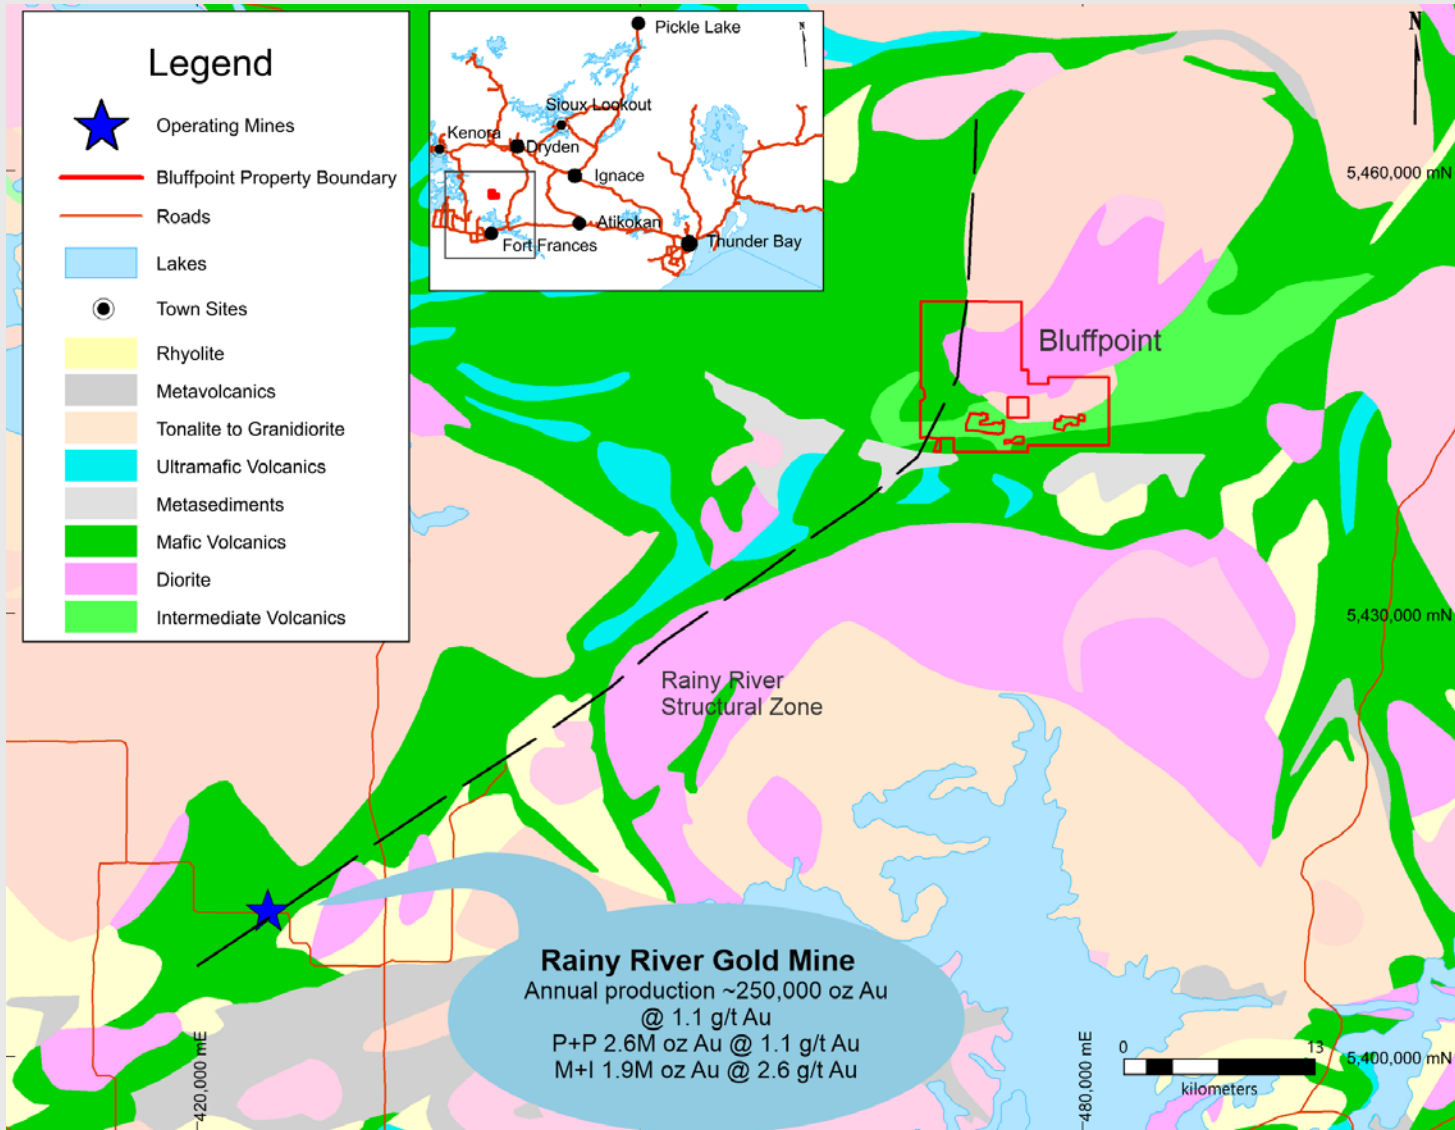 Legend
Operating Mines
Bluffpoint Property Boundary
Roads
Lakes
Town Sites
Rhyolite
Metavolcanics
Tonalite to Granidiorite
Ultramafic Volcanics
Metasediments
Mafic Volcanics
Diorite
Intermediate Volcanics
Pickle Lake
N
Sioux Lookout
Kenora
Dryden
Ignace
Atikokan
Fort Frances
Thunder Bay
N
5,460,000 mN
Bluffpoint
5,430,000 mN
Rainy River
Structural Zone
Rainy River Gold Mine
Annual production ~250,000 oz Au
@ 1.1 g/t Au
P+P 2.6M oz Au @ 1.1 g/t Au
M+I 1.9M oz Au @ 2.6 g/t Au
420,000 mE
480,000 mE
0 13
kilometers
5,400,000 mN